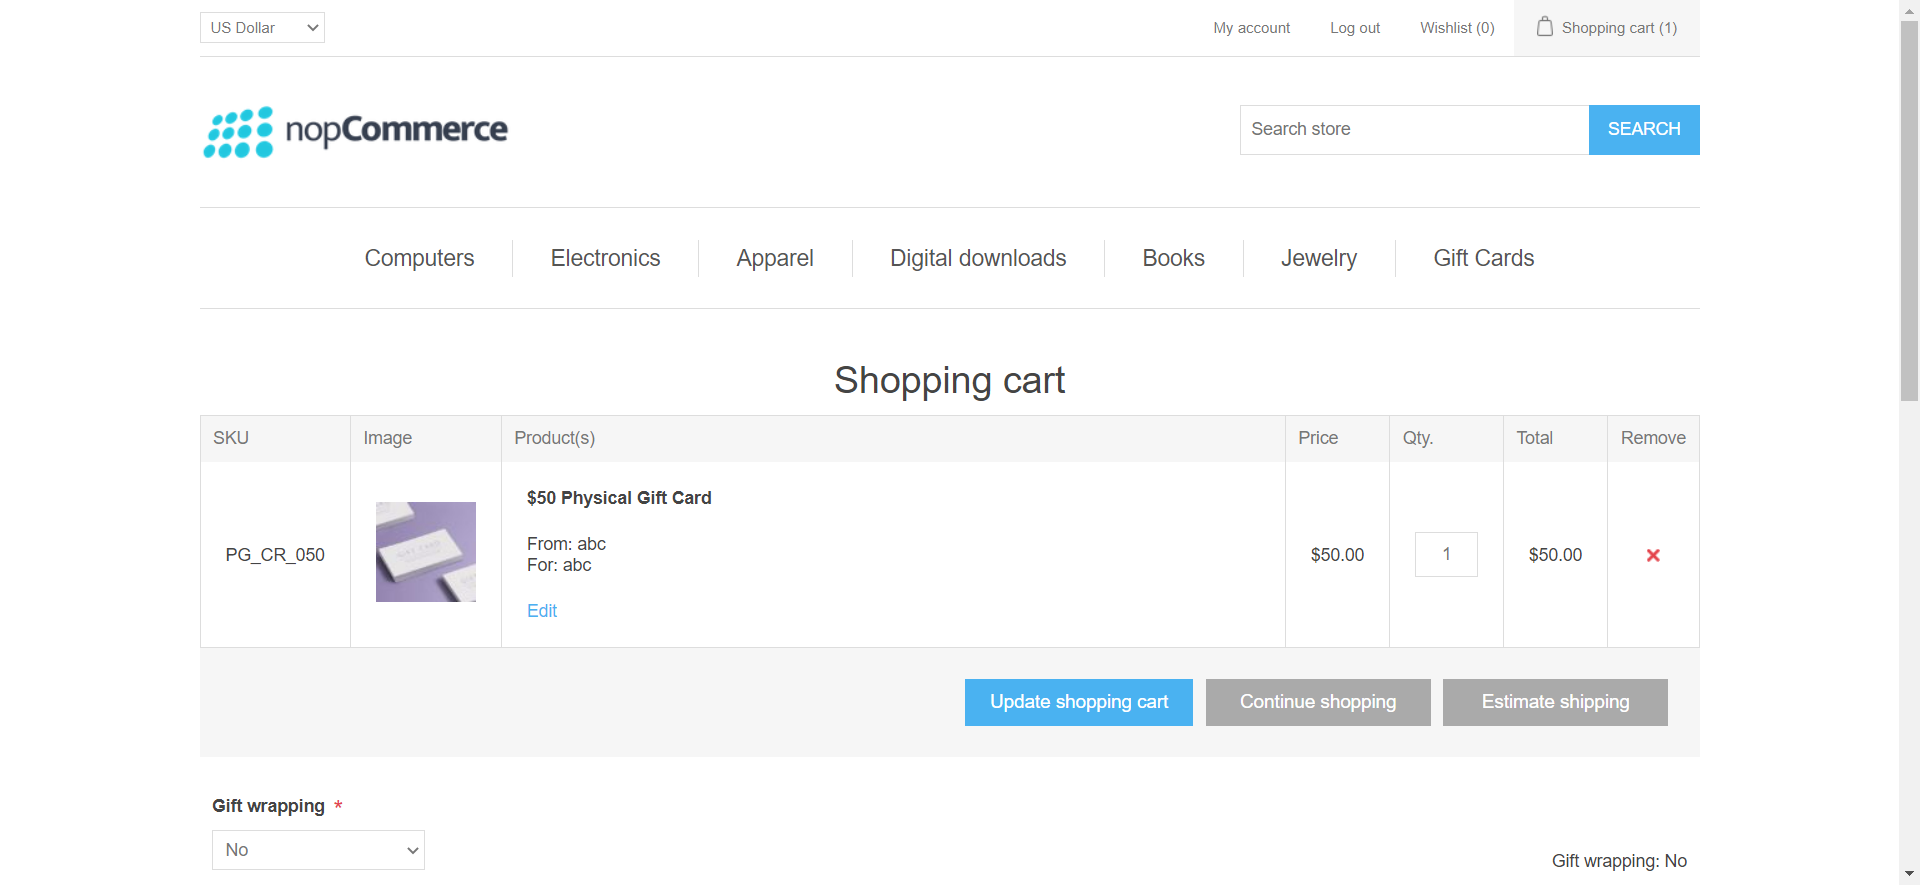 US Dollar
My account
Log out
Wishlist (0)
Shopping cart (1)
nopCommerce
Search store
SEARCH
Computers
Electronics
Apparel
Digital downloads
Books
Jewelry
Gift Cards
Shopping cart
SKU
Image
Product(s)
Price
Qty.
Total
Remove
PG_CR_050
$50 Physical Gift Card
From: abc
For: abc
Edit
$50.00
1
$50.00
Update shopping cart
Continue shopping
Estimate shipping
Gift wrapping *
No
Gift wrapping: No